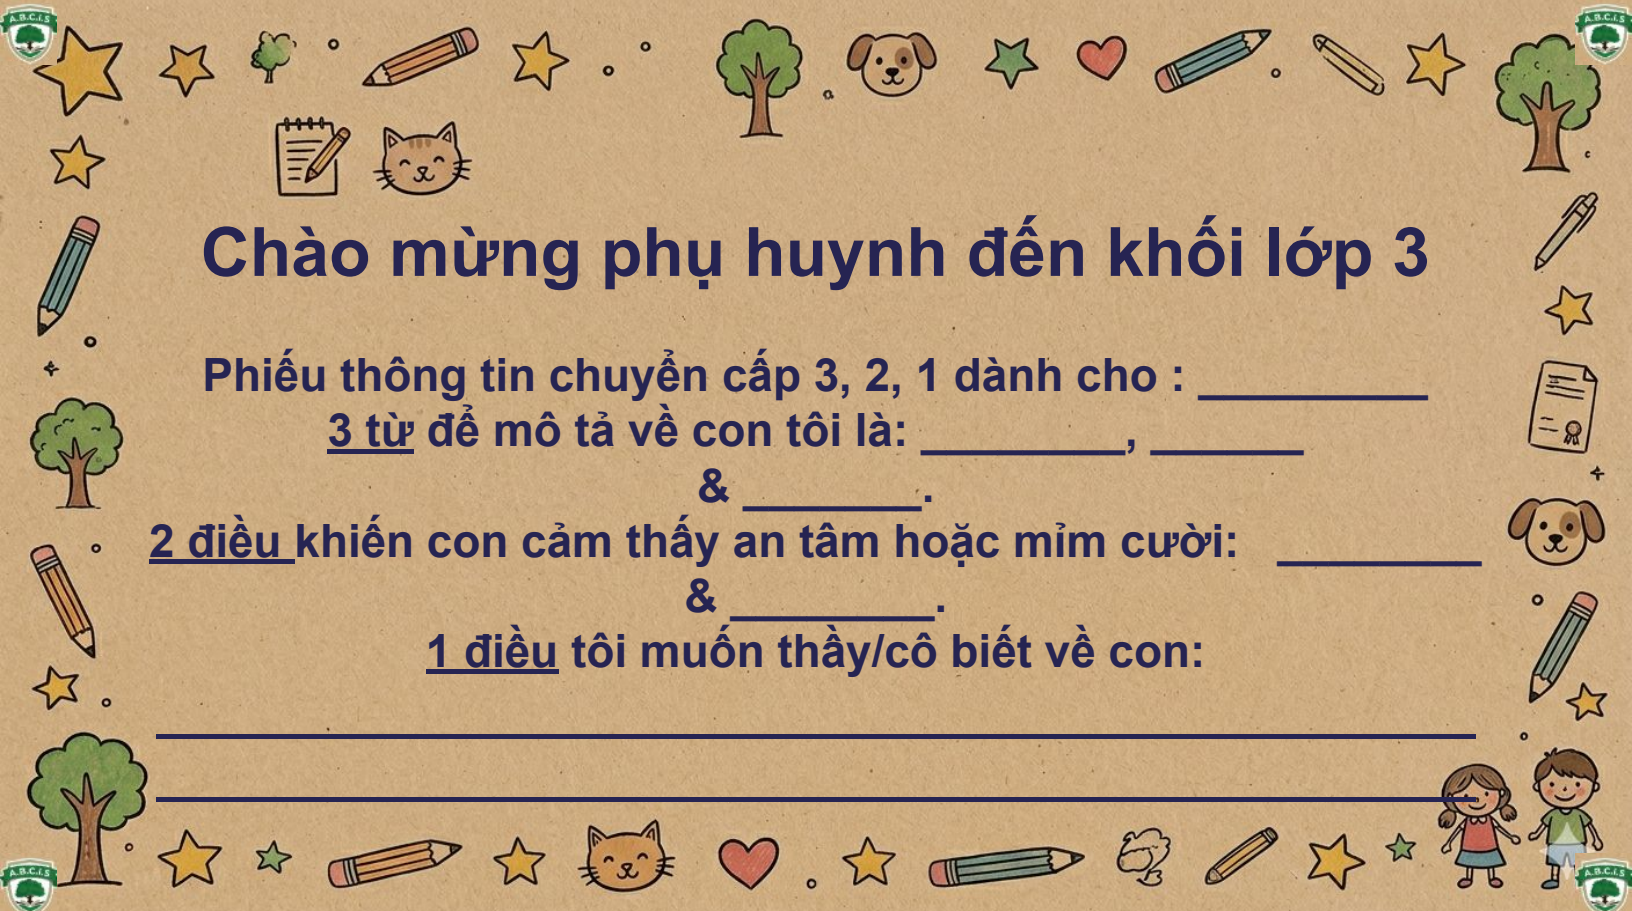 A.B.C.I.S
A.B.C.I.S
Chào mừng phụ huynh đến khối lớp 3
Phiếu thông tin chuyển cấp 3, 2, 1 dành cho : _________
3 từ để mô tả về con tôi là: ________, ______
& _______.
2 điều khiến con cảm thấy an tâm hoặc mỉm cười: ________
& ________.
1 điều tôi muốn thầy/cô biết về con:
A.B.C.I.S
A.B.C.I.S